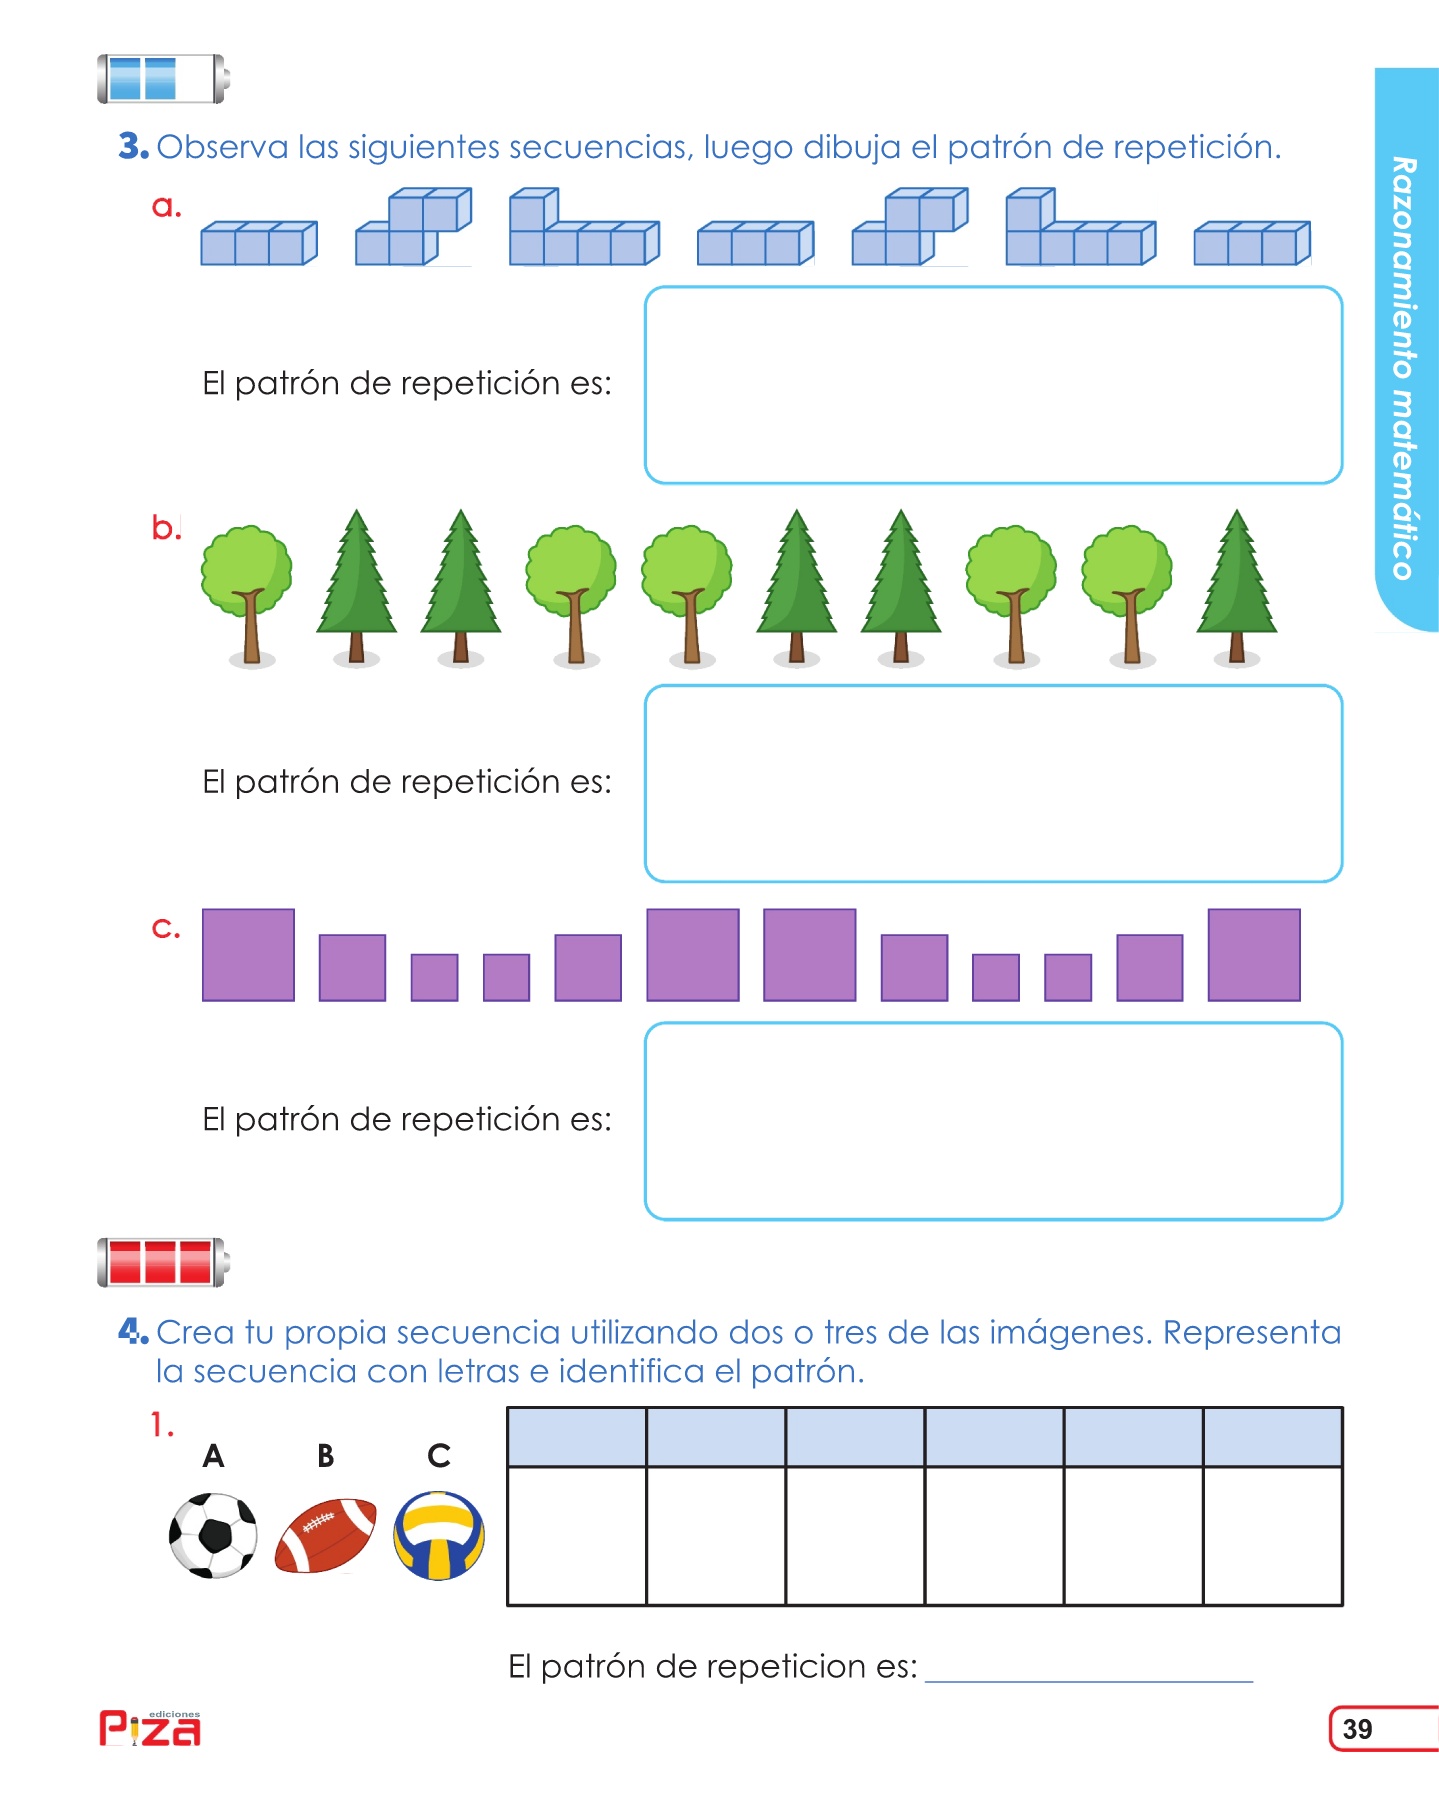 3. Observa las siguientes secuencias, luego dibuja el patrón de repetición.
a.
El patrón de repetición es:
b.
El patrón de repetición es:
c.
El patrón de repetición es:
Razonamiento matemático
4. Crea tu propia secuencia utilizando dos o tres de las imágenes. Representa
la secuencia con letras e identifica el patrón.
1.
A B C
El patrón de repeticion es:
ediciones
Piza
39